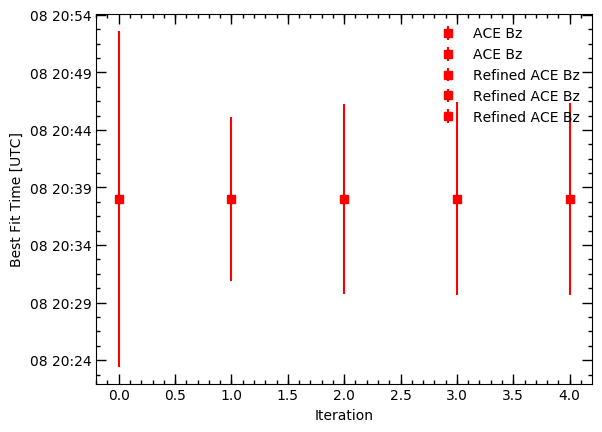 08 20:54
08 20:49
08 20:44
08 20:39
08 20:34
08 20:29
08 20:24
Best Fit Time [UTC]
ACE Bz
ACE Bz
Refined ACE Bz
Refined ACE Bz
Refined ACE Bz
0.0 0.5 1.0 1.5 2.0 2.5 3.0 3.5 4.0
Iteration